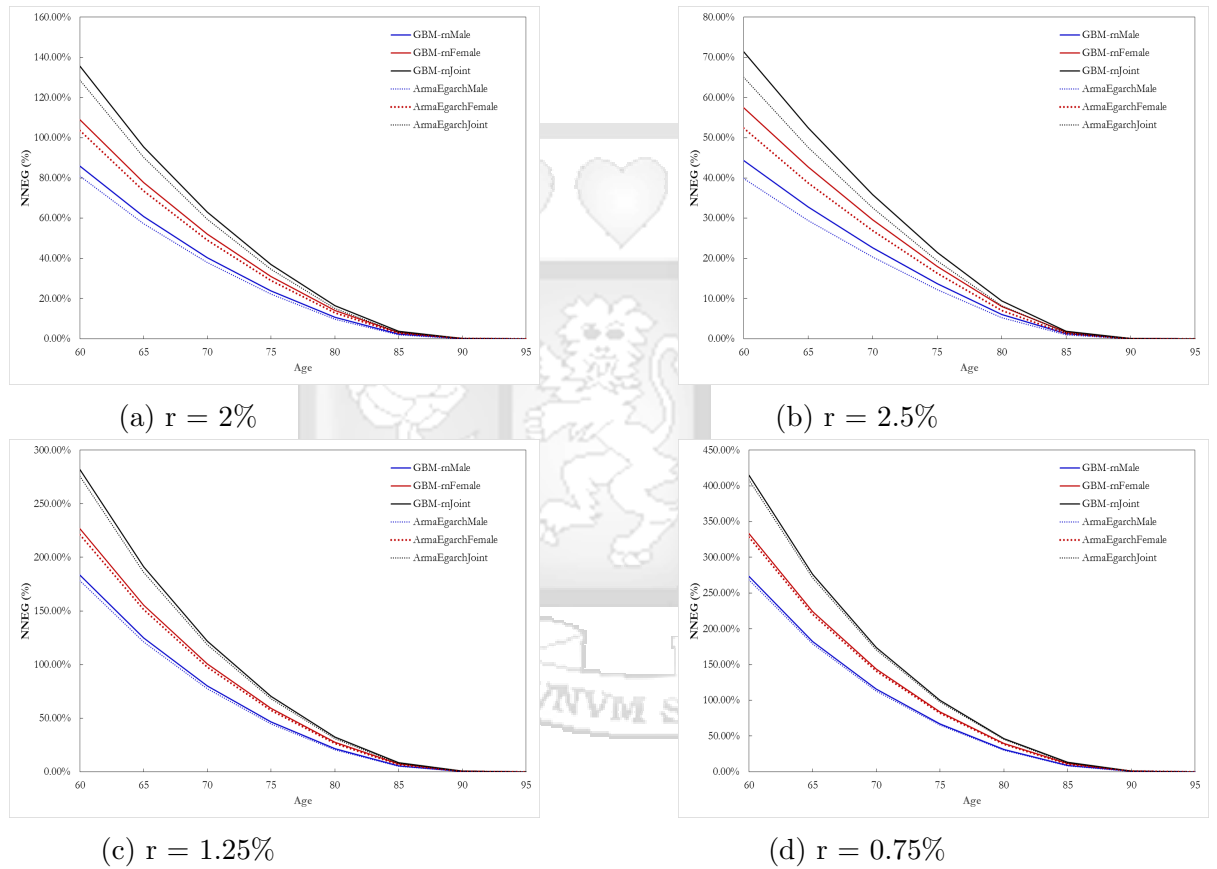 160.00%
140.00%
120.00%
100.00%
80.00%
60.00%
40.00%
20.00%
0.00%
NNEG (%)
60 65 70 75 80 85 90 95
Age
GBM-rnMale
GBM-rnFemale
GBM-rnJoint
ArmaEgarchMale
ArmaEgarchFemale
ArmaEgarchJoint
(a) r = 2%
80.00%
70.00%
60.00%
50.00%
40.00%
30.00%
20.00%
10.00%
0.00%
NNEG (%)
60 65 70 75 80 85 90 95
Age
GBM-rnMale
GBM-rnFemale
GBM-rnJoint
ArmaEgarchMale
ArmaEgarchFemale
ArmaEgarchJoint
(b) r = 2.5%
300.00%
250.00%
200.00%
150.00%
100.00%
50.00%
0.00%
NNEG (%)
60 65 70 75 80 85 90 95
Age
GBM-rnMale
GBM-rnFemale
GBM-rnJoint
ArmaEgarchMale
ArmaEgarchFemale
ArmaEgarchJoint
(c) r = 1.25%
450.00%
400.00%
350.00%
300.00%
250.00%
200.00%
150.00%
100.00%
50.00%
0.00%
NNEG (%)
60 65 70 75 80 85 90 95
Age
GBM-rnMale
GBM-rnFemale
GBM-rnJoint
ArmaEgarchMale
ArmaEgarchFemale
ArmaEgarchJoint
(d) r = 0.75%